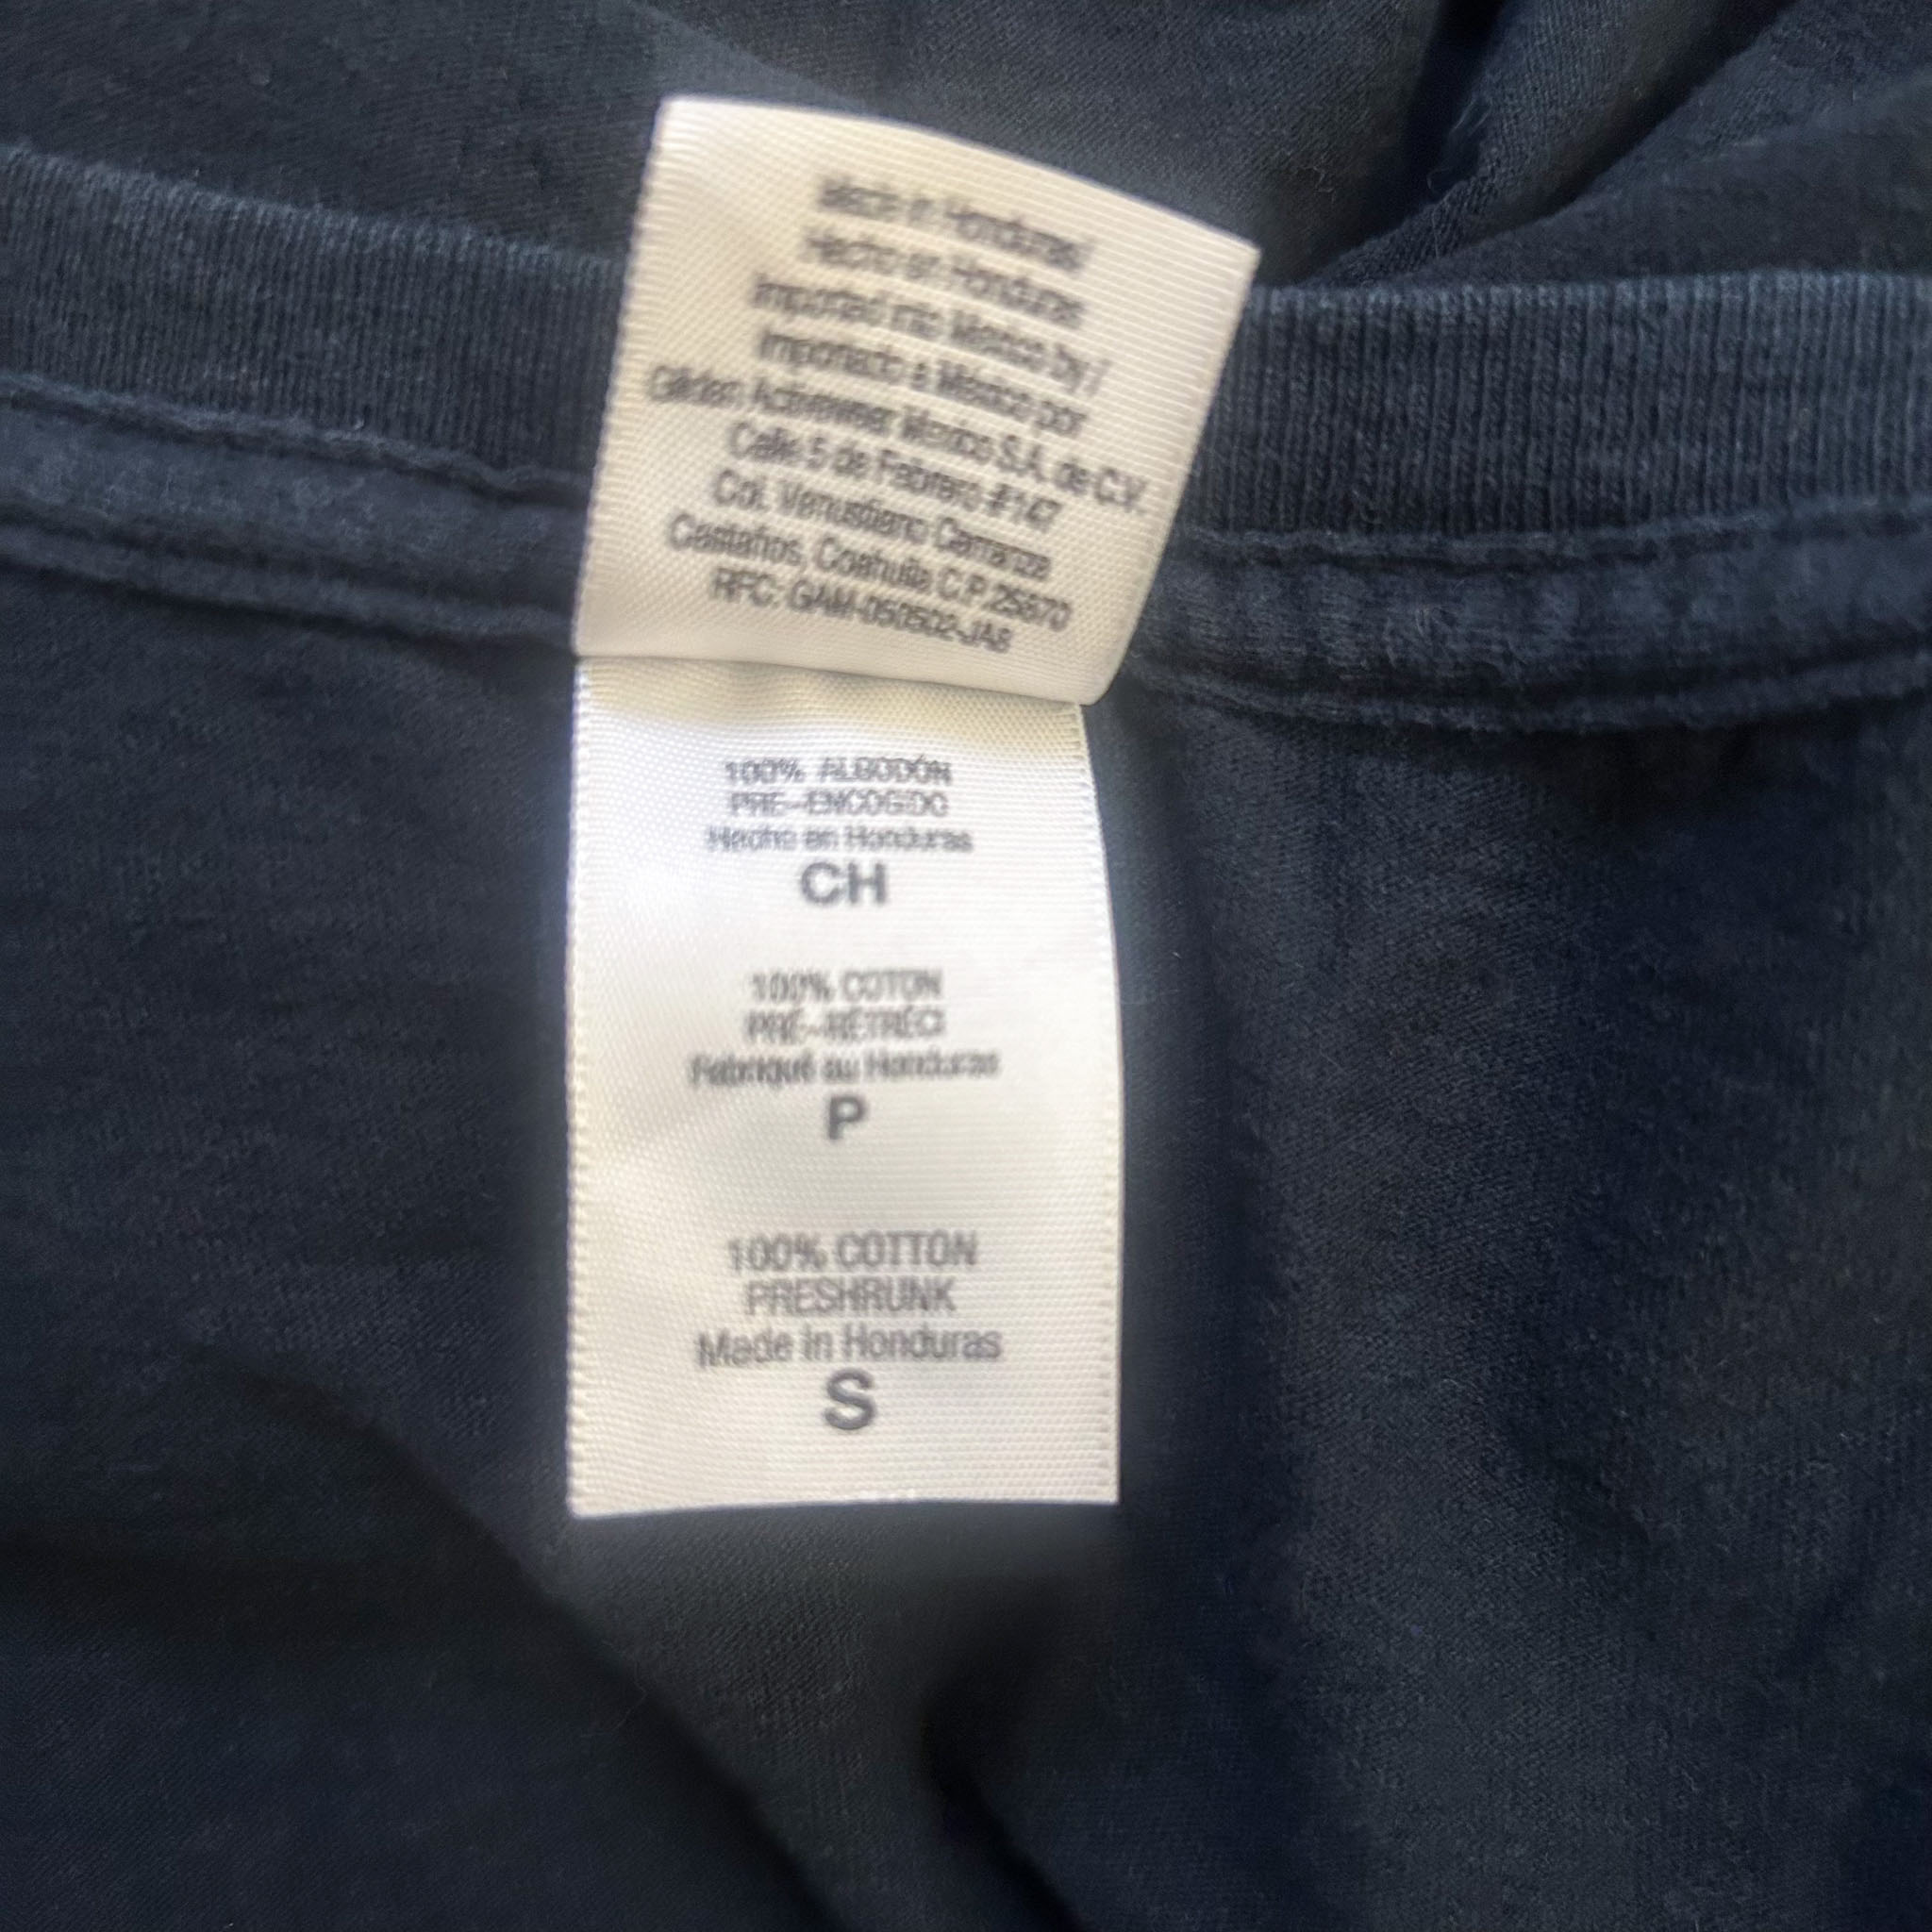 Made in Honduras/
Hecho en Honduras
Imported into Mexico by /
Importado a México por
Gildan Activewear Mexico S.A. de C.V.
Calle 5 de Febrero #147
Col. Venustiano Carranza
Castaños, Coahuila C.P. 25870
RFC: GAM-050502-JA8
100% ALGODÓN
PRE-ENCOGIDO
Hecho en Honduras
CH
100% COTON
PRÉ-RÉTRÉCI
Fabriqué au Honduras
P
100% COTTON
PRESHRUNK
Made in Honduras
S